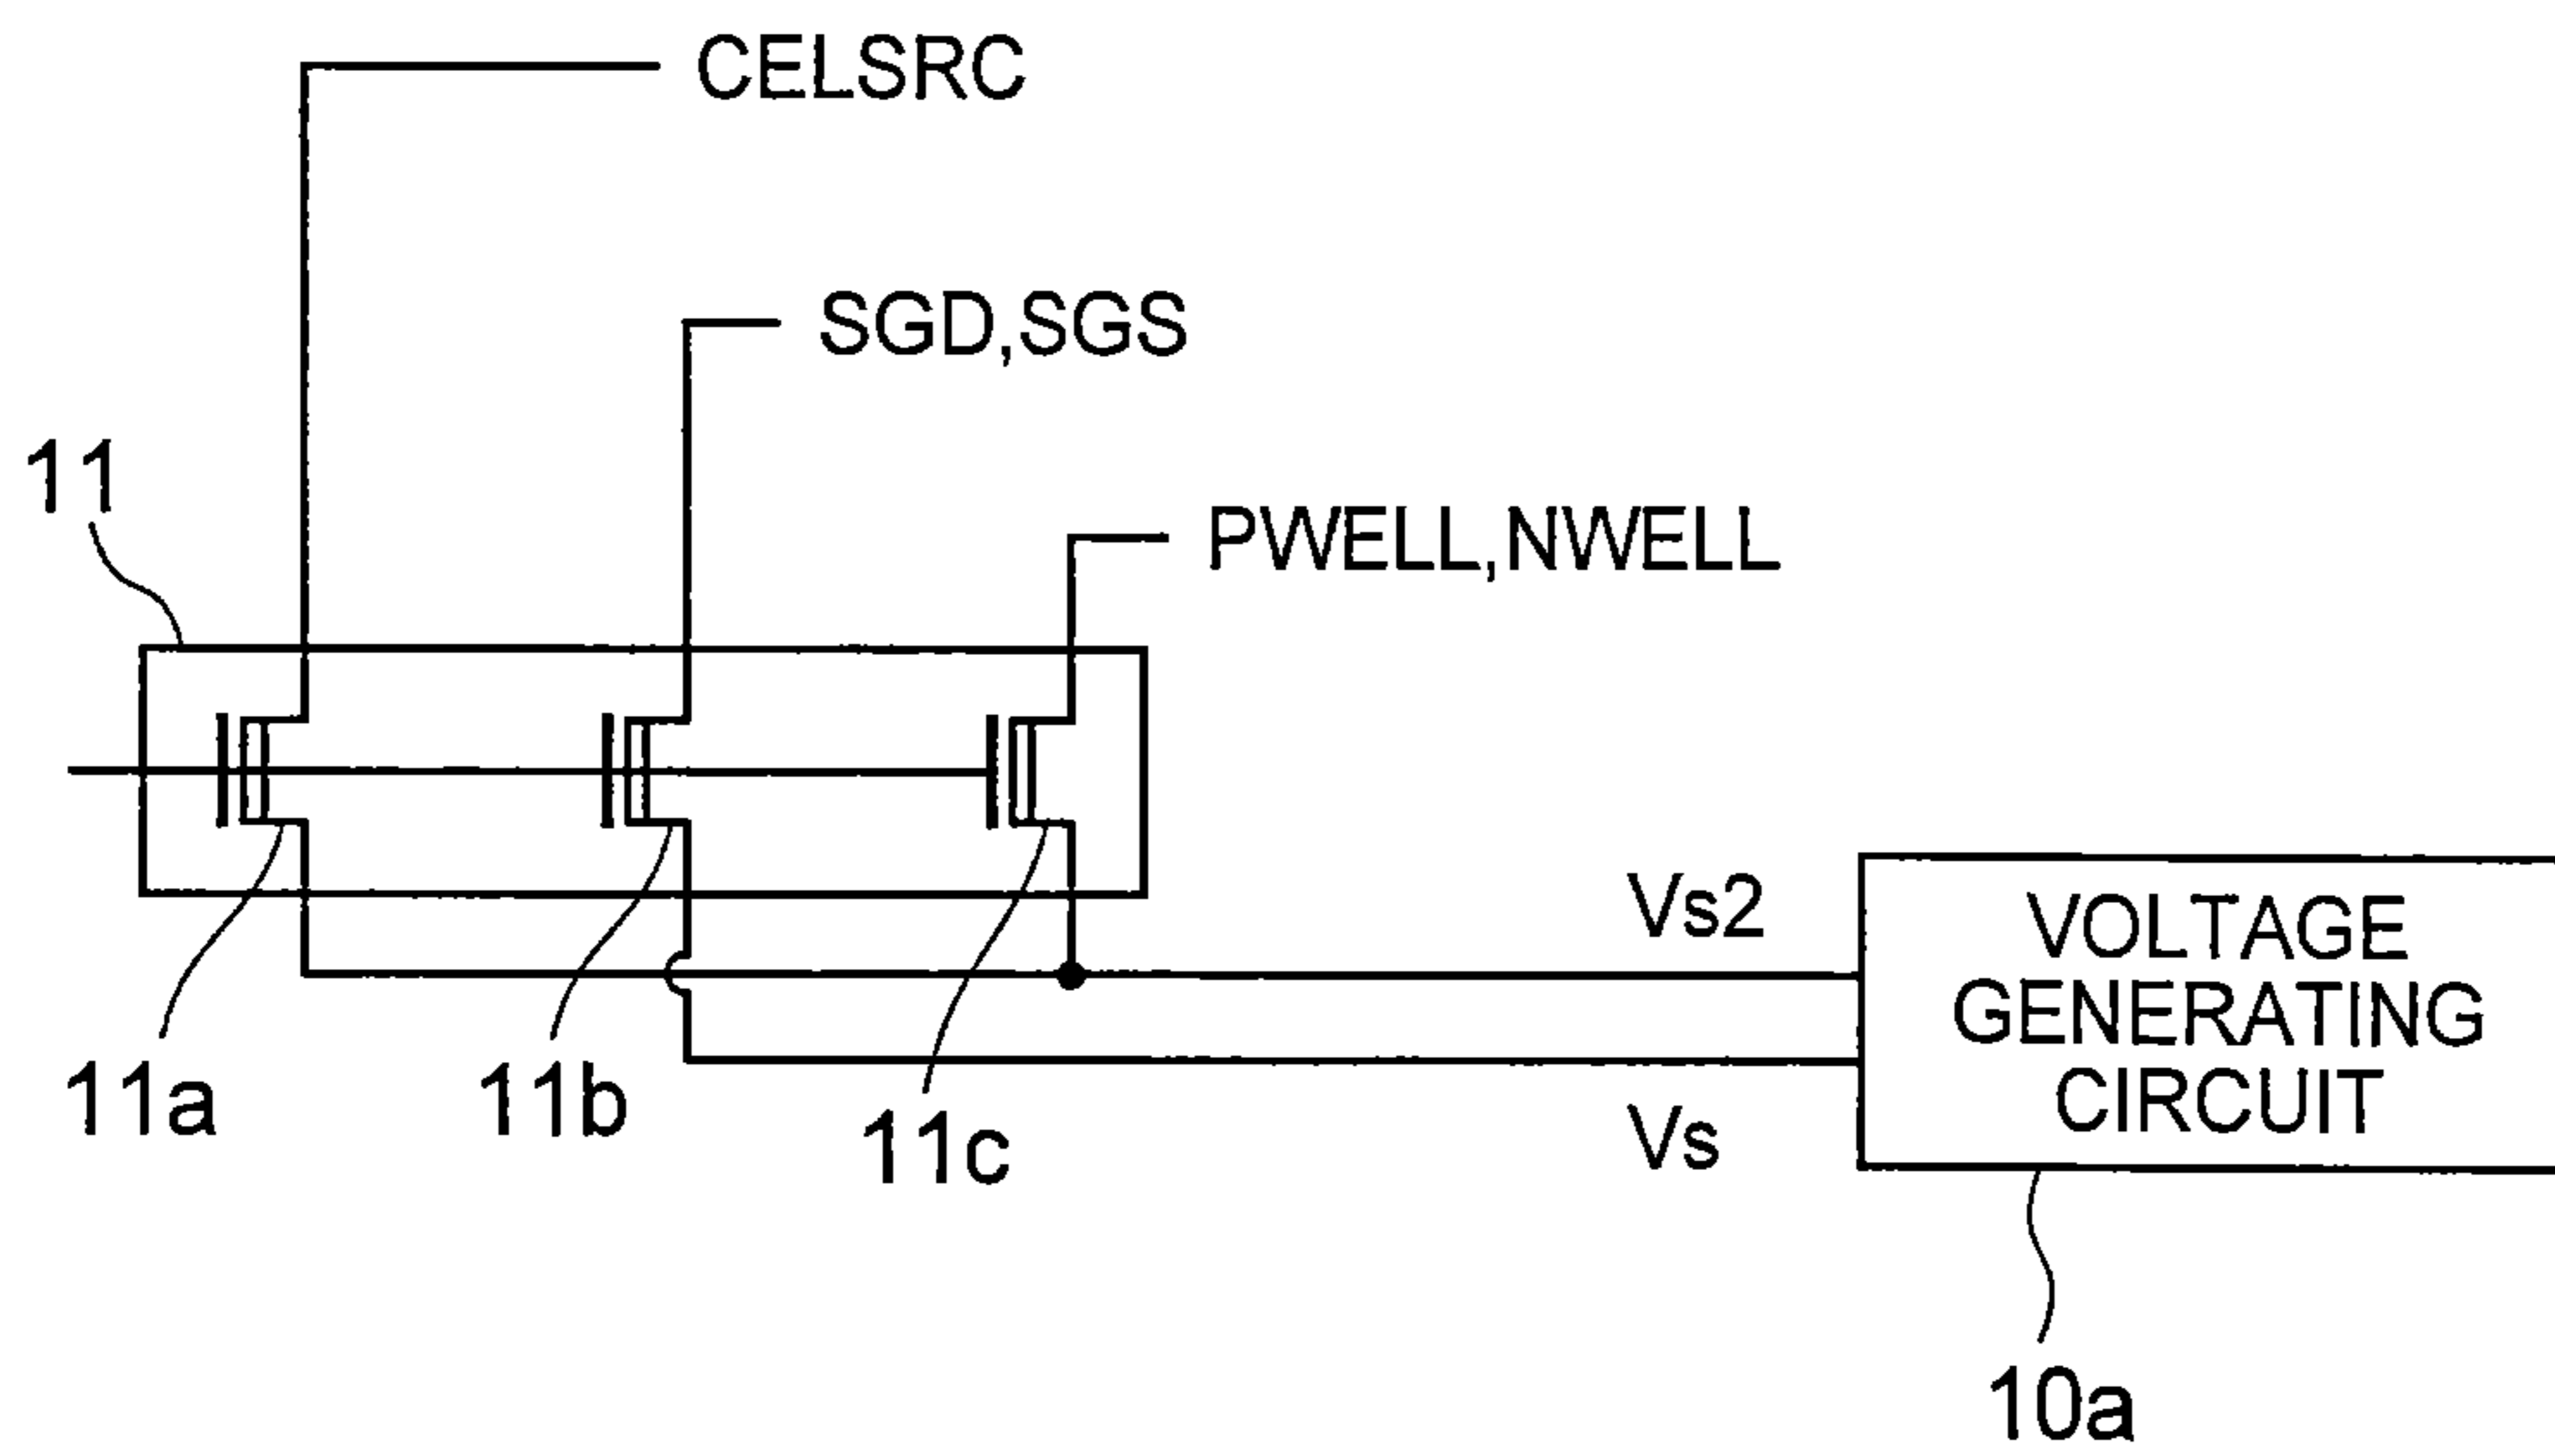 CELSRC
SGD,SGS
11
PWELL,NWELL
Vs2
VOLTAGE
GENERATING
CIRCUIT
11a
11b
11c
Vs
10a